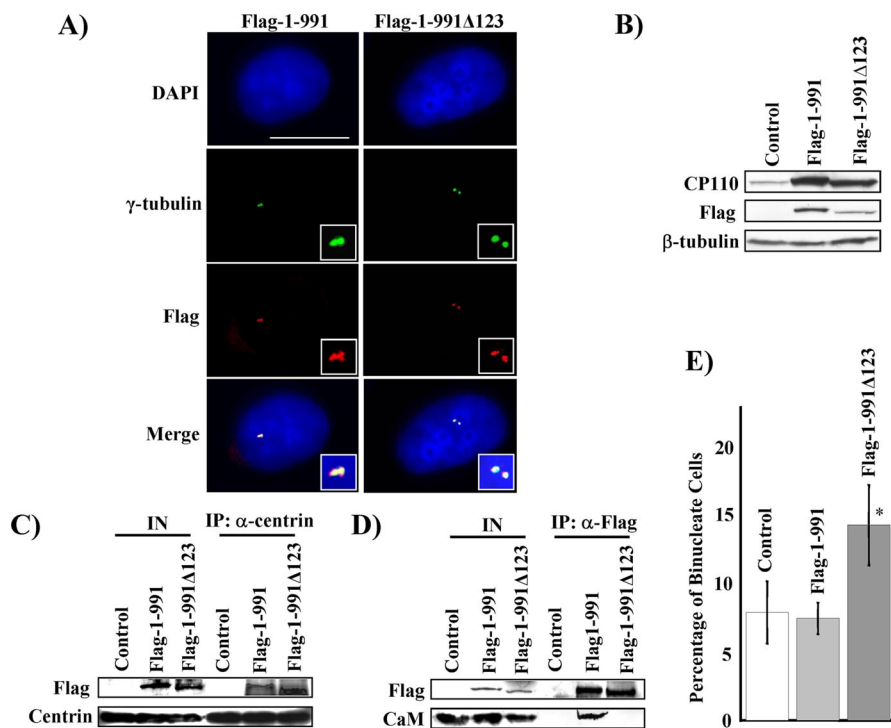 A)
Flag-1-991 Flag-1-991Δ123
DAPI
γ-tubulin
Flag
Merge
B)
Control
Flag-1-991
Flag-1-991Δ123
CP110
Flag
β-tubulin
C)
IN IP: α-centrin
Control
Flag-1-991
Flag-1-991Δ123
Control
Flag-1-991
Flag-1-991Δ123
Flag
Centrin
D)
IN IP: α-Flag
Control
Flag-1-991
Flag-1-991Δ123
Control
Flag1-991
Flag-1-991Δ123
Flag
CaM
E)
Percentage of Binucleate Cells
20
15
10
5
0
Control
Flag-1-991
Flag-1-991Δ123
*